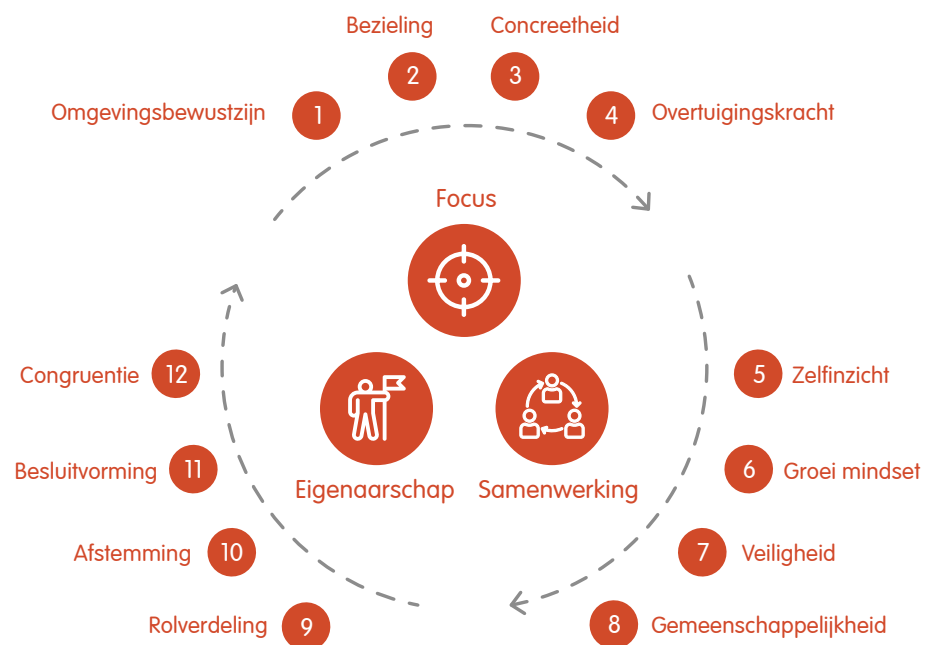 Bezieling
2
Concreetheid
3
Omgevingsbewustzijn
1
4
Overtuigingskracht
Focus
Congruentie
12
5
Zelfinzicht
Besluitvorming
11
6
Groei mindset
Eigenaarschap
Samenwerking
Afstemming
10
7
Veiligheid
Rolverdeling
9
8
Gemeenschappelijkheid